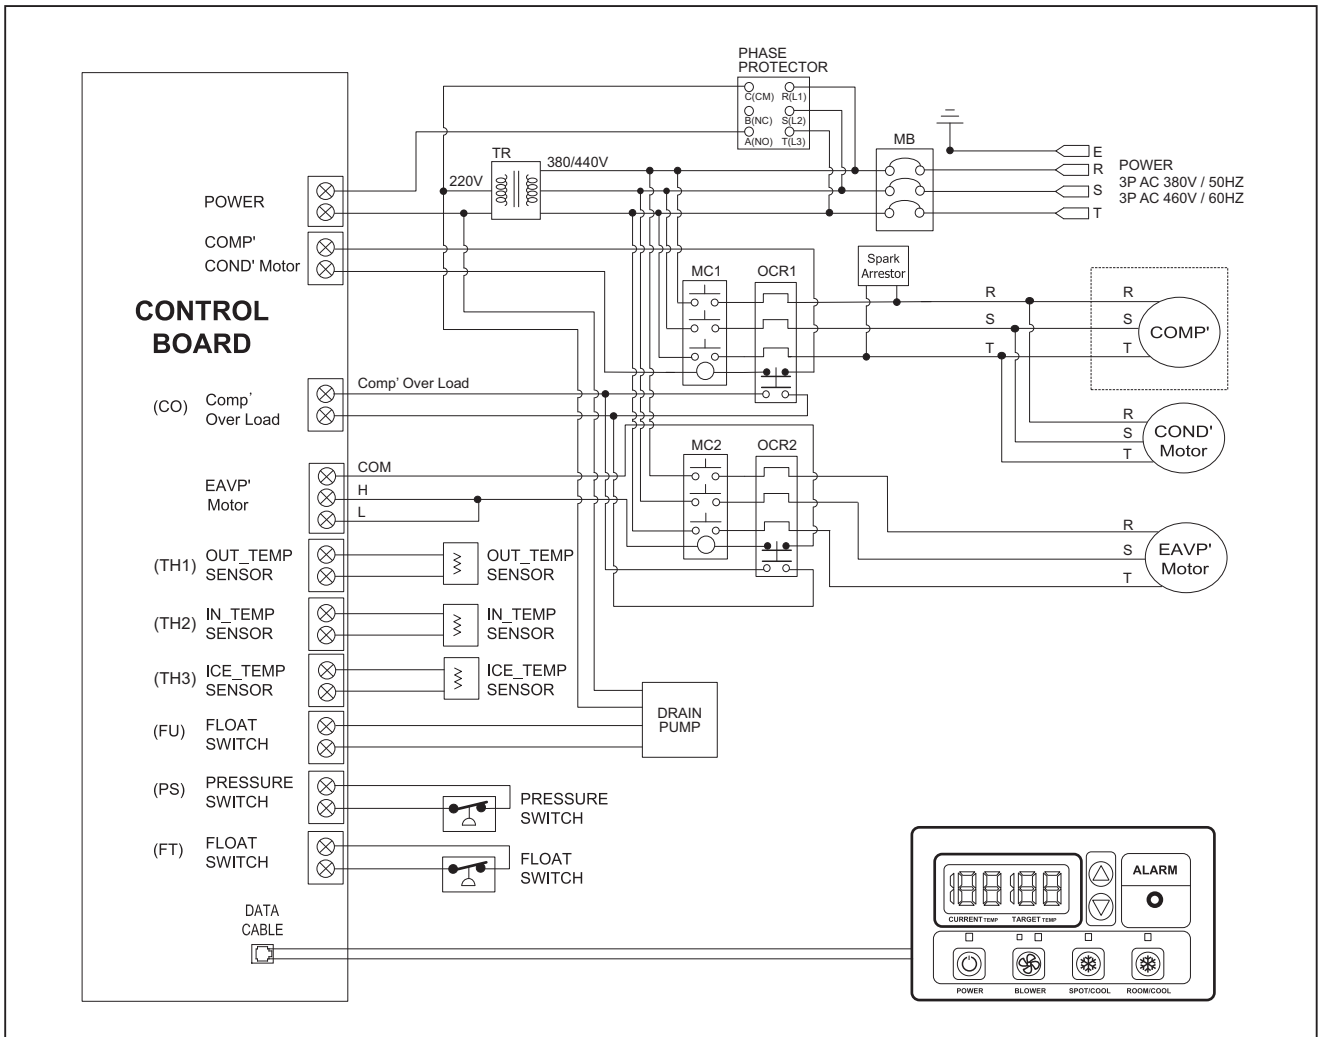 PHASE
PROTECTOR
C(CM) R(L1)
B(NC) S(L2)
A(NO) T(L3)
MB
E
R
S
T
POWER
3P AC 380V / 50HZ
3P AC 460V / 60HZ
TR
220V
380/440V
POWER
COMP'
COND' Motor
CONTROL
BOARD
MC1
OCR1
Spark
Arrestor
R
S
T
R
S
T
COMP'
(CO)
Comp'
Over Load
Comp' Over Load
R
S
T
COND'
Motor
MC2
OCR2
EAVP'
Motor
COM
H
L
R
S
T
EAVP'
Motor
(TH1)
OUT_TEMP
SENSOR
OUT_TEMP
SENSOR
(TH2)
IN_TEMP
SENSOR
IN_TEMP
SENSOR
(TH3)
ICE_TEMP
SENSOR
ICE_TEMP
SENSOR
(FU)
FLOAT
SWITCH
DRAIN
PUMP
(PS)
PRESSURE
SWITCH
PRESSURE
SWITCH
(FT)
FLOAT
SWITCH
FLOAT
SWITCH
DATA
CABLE
188 188
CURRENT TEMP TARGET TEMP
ALARM
POWER BLOWER SPOT/COOL ROOM/COOL